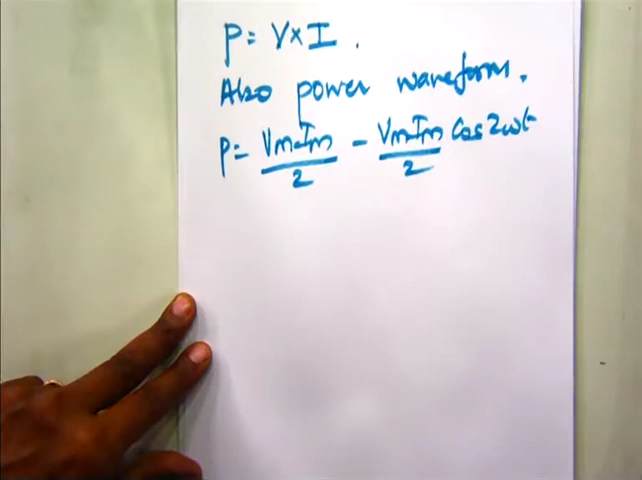 P = V×I.
Also power waveform.
P = VmIm/2 - VmIm/2 Cos 2ωt